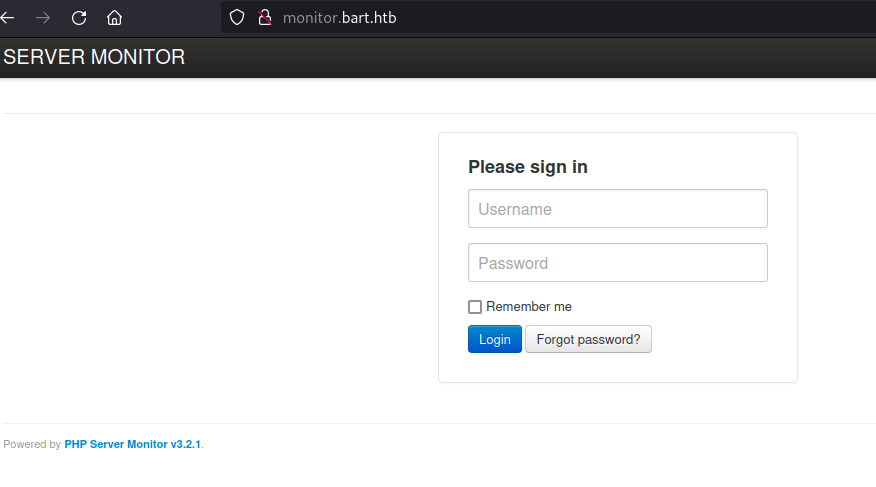 monitor.bart.htb
SERVER MONITOR
Please sign in
Username
Password
Remember me
Login Forgot password?
Powered by PHP Server Monitor v3.2.1.